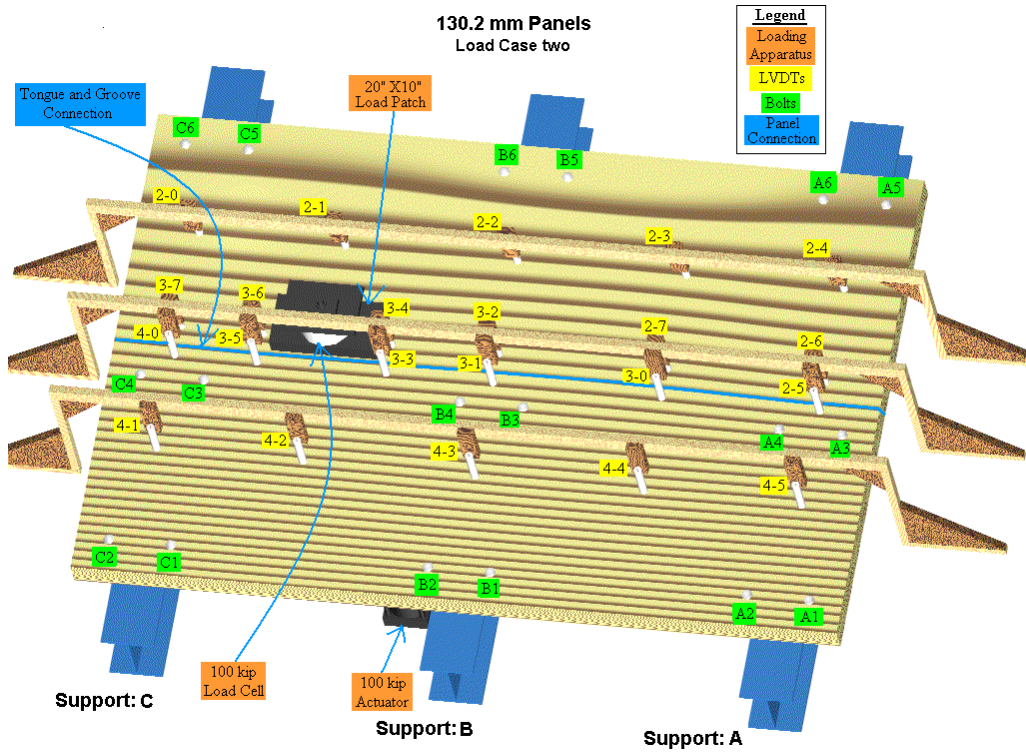 130.2 mm Panels
Load Case two
Legend
Loading
Apparatus
LVDTs
Bolts
Panel
Connection
Tongue and Groove
Connection
20" X10"
Load Patch
C6
C5
B6
B5
A6
A5
2-0
2-1
2-2
2-3
2-4
3-7
3-6
3-4
3-2
2-7
2-6
4-0
3-5
3-3
3-1
3-0
2-5
C4
C3
B4
B3
A4
A3
4-1
4-2
4-3
4-4
4-5
C2
C1
B2
B1
A2
A1
100 kip
Load Cell
100 kip
Actuator
Support: C
Support: B
Support: A